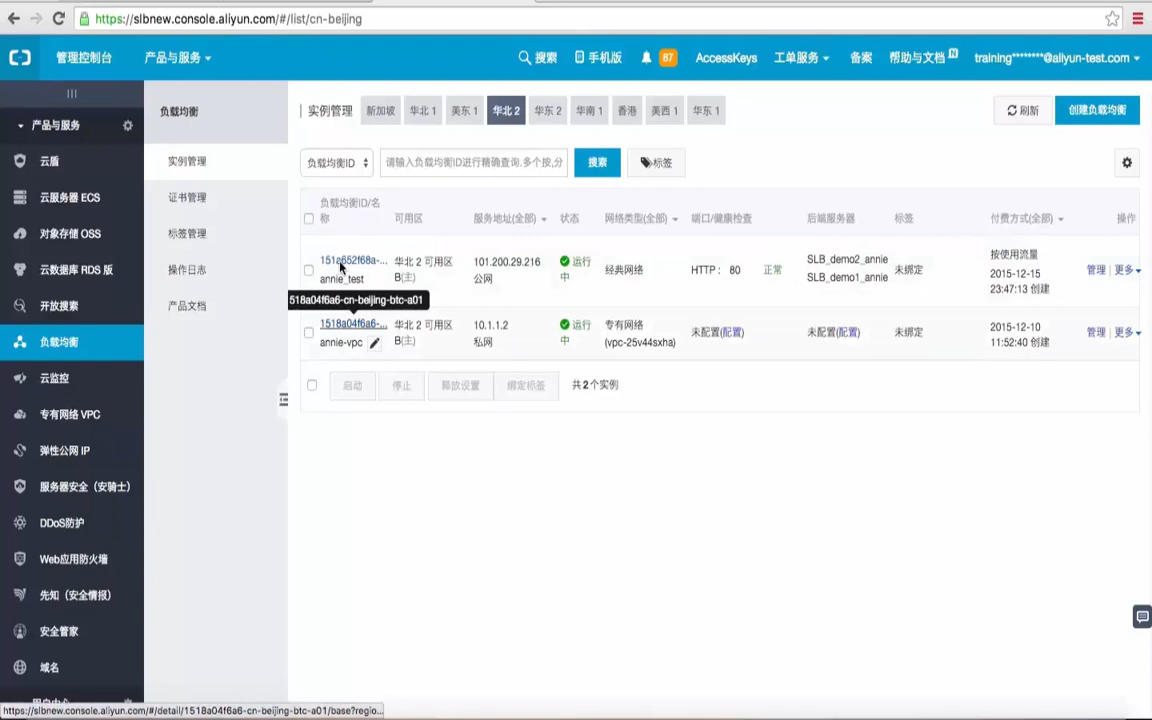 https://slbnew.console.aliyun.com/#/list/cn-beijing
管理控制台
产品与服务
搜索
手机版
87
AccessKeys
工单服务
备案
帮助与文档 N
training********@aliyun-test.com
产品与服务
云盾
云服务器 ECS
对象存储 OSS
云数据库 RDS 版
开放搜索
负载均衡
云监控
专有网络 VPC
弹性公网 IP
服务器安全（安骑士）
DDoS防护
Web应用防火墙
先知（安全情报）
安全管家
域名
负载均衡
实例管理
证书管理
标签管理
操作日志
产品文档
实例管理
新加坡
华北 1
美东 1
华北 2
华东 2
华南 1
香港
美西 1
华东 1
刷新
创建负载均衡
负载均衡ID
请输入负载均衡ID进行精确查询,多个按,分
搜索
标签
负载均衡ID/名
称
可用区
服务地址(全部)
状态
网络类型(全部)
端口/健康检查
后端服务器
标签
付费方式(全部)
操作
151a652f68a-...
annie_test
华北 2 可用区
B(主)
101.200.29.216
公网
运行
中
经典网络
HTTP： 80
正常
SLB_demo2_annie
SLB_demo1_annie
未绑定
按使用流量
2015-12-15
23:47:13 创建
管理 | 更多
518a04f6a6-cn-beijing-btc-a01
1518a04f6a6-...
annie-vpc
华北 2 可用区
B(主)
10.1.1.2
私网
运行
中
专有网络
(vpc-25v44sxha)
未配置(配置)
未配置(配置)
未绑定
2015-12-10
11:52:40 创建
管理 | 更多
启动
停止
释放设置
绑定标签
共2个实例
https://slbnew.console.aliyun.com/#/detail/1518a04f6a6-cn-beijing-btc-a01/base?regio...